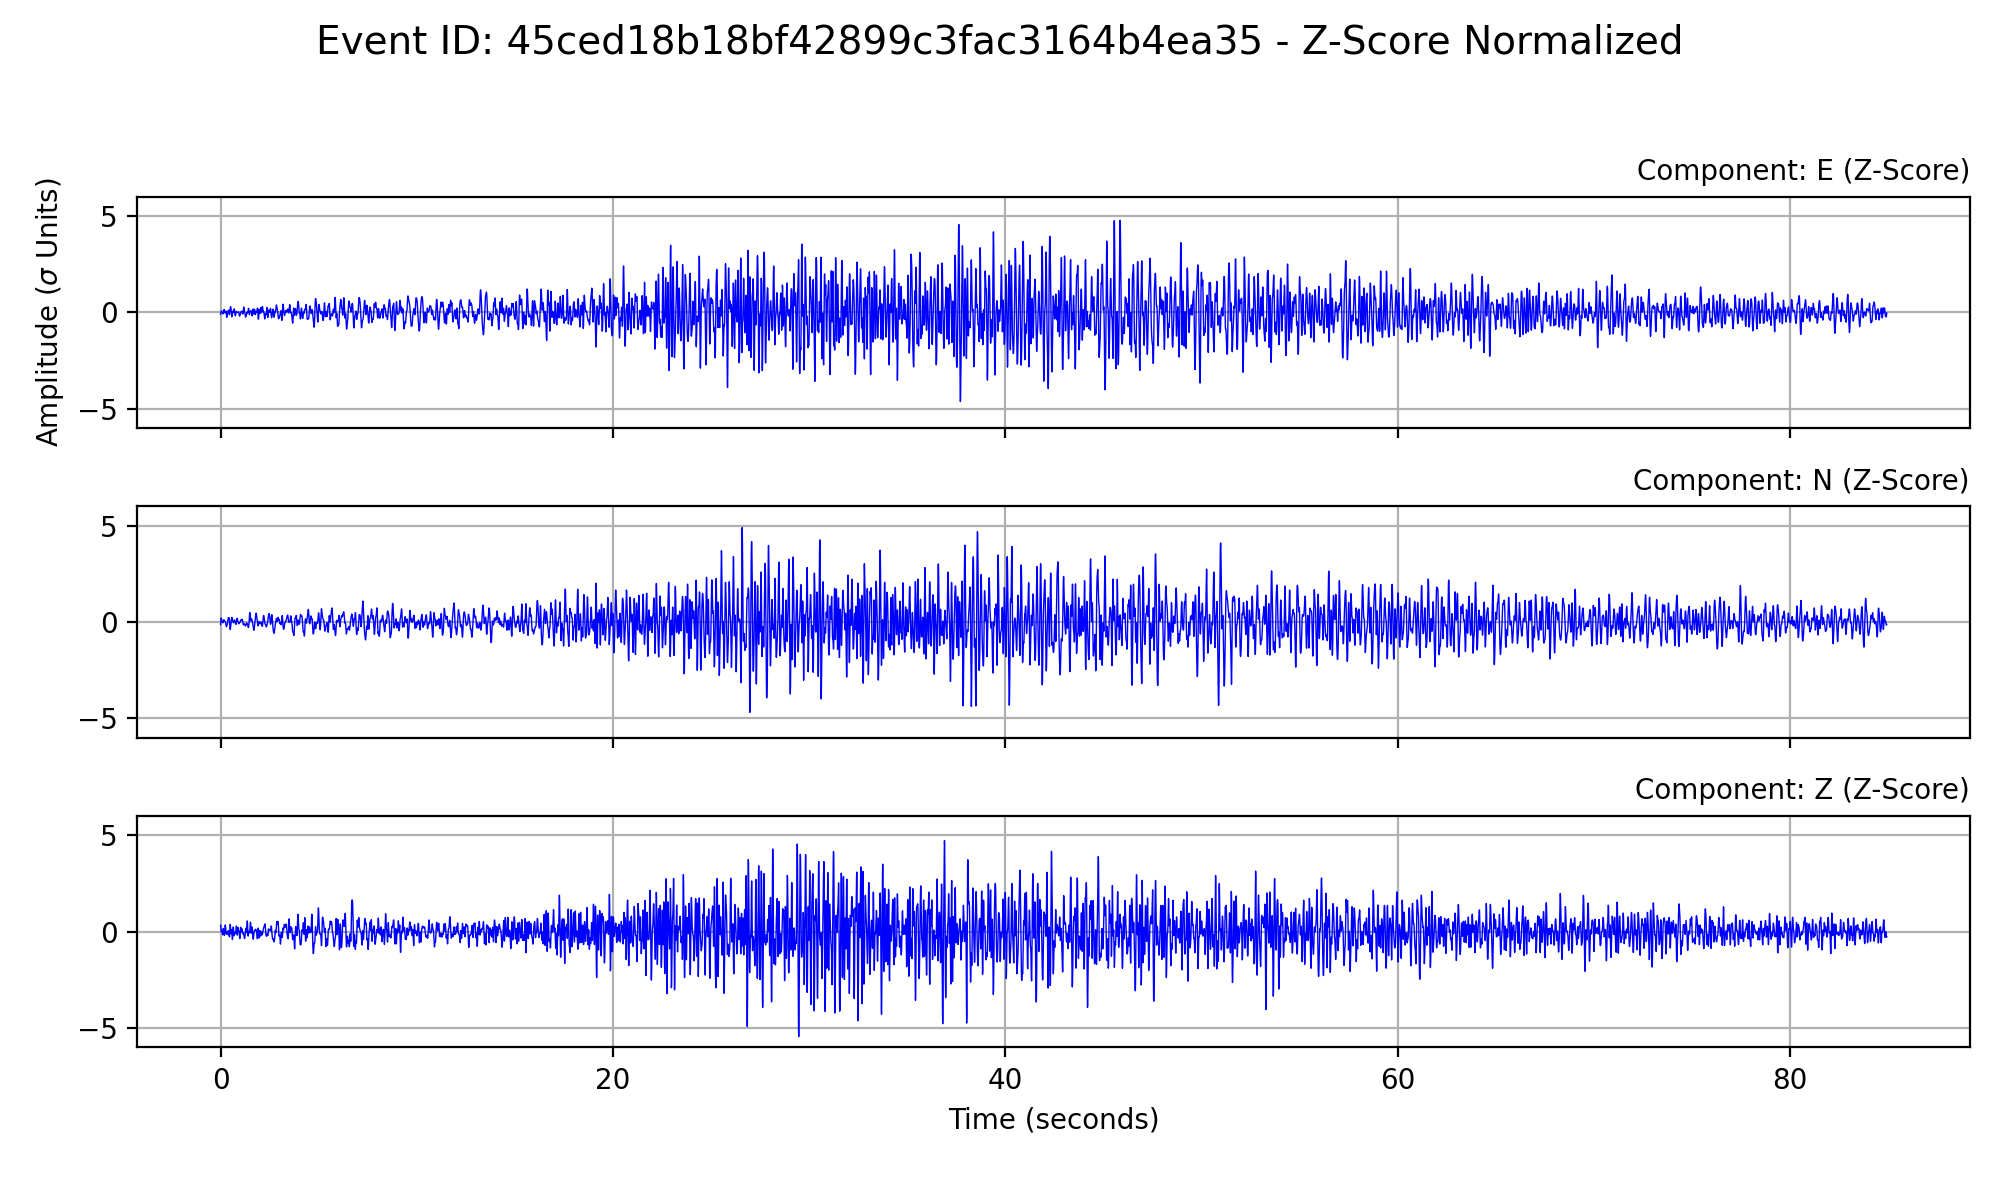 Event ID: 45ced18b18bf42899c3fac3164b4ea35 - Z-Score Normalized
Component: E (Z-Score)
Amplitude (σ Units)
5
0
−5
Component: N (Z-Score)
5
0
−5
Component: Z (Z-Score)
5
0
−5
0 20 40 60 80
Time (seconds)